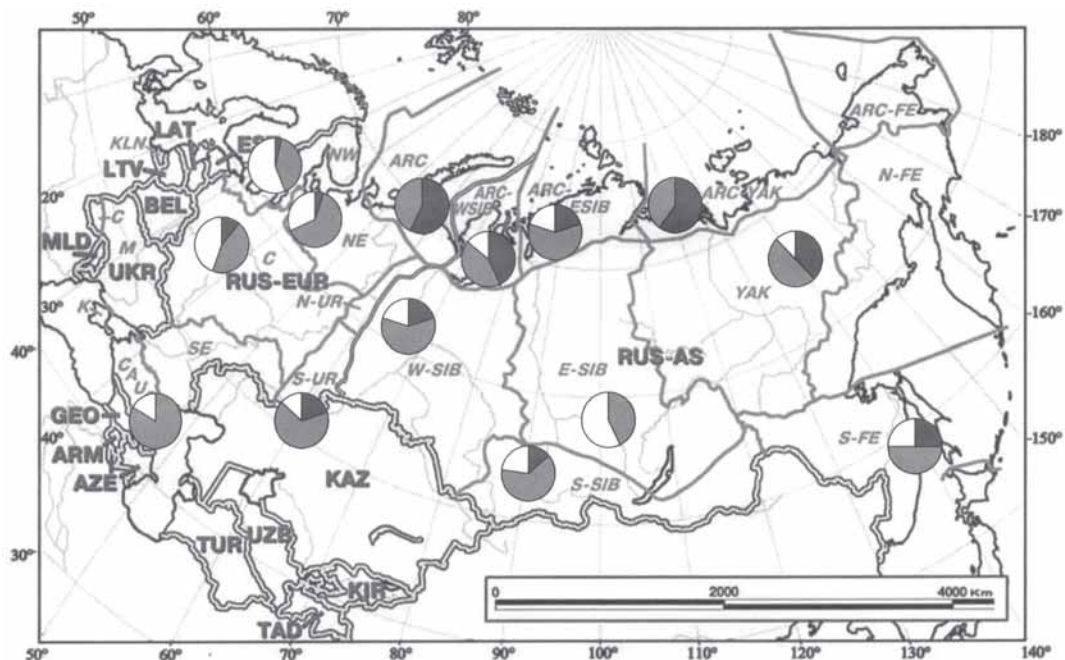 50° 60° 70° 80°
180°
170°
160°
150°
20°
30°
40°
30°
40°
30°
50° 60° 70° 80° 90° 100° 110° 120° 130° 140°
KLN
LAT
LTV
BEL
NW
ARC
ARC-WSIB
ARC-ESIB
ARC-YAK
ARC-FE
N-FE
MLD
C
M
UKR
C
RUS-EUR
NE
N-UR
YAK
K
SE
S-UR
W-SIB
E-SIB
RUS-AS
CAU
GEO
ARM
AZE
KAZ
S-SIB
S-FE
TUR
UZB
KIR
TAD
0 2000 4000 Km